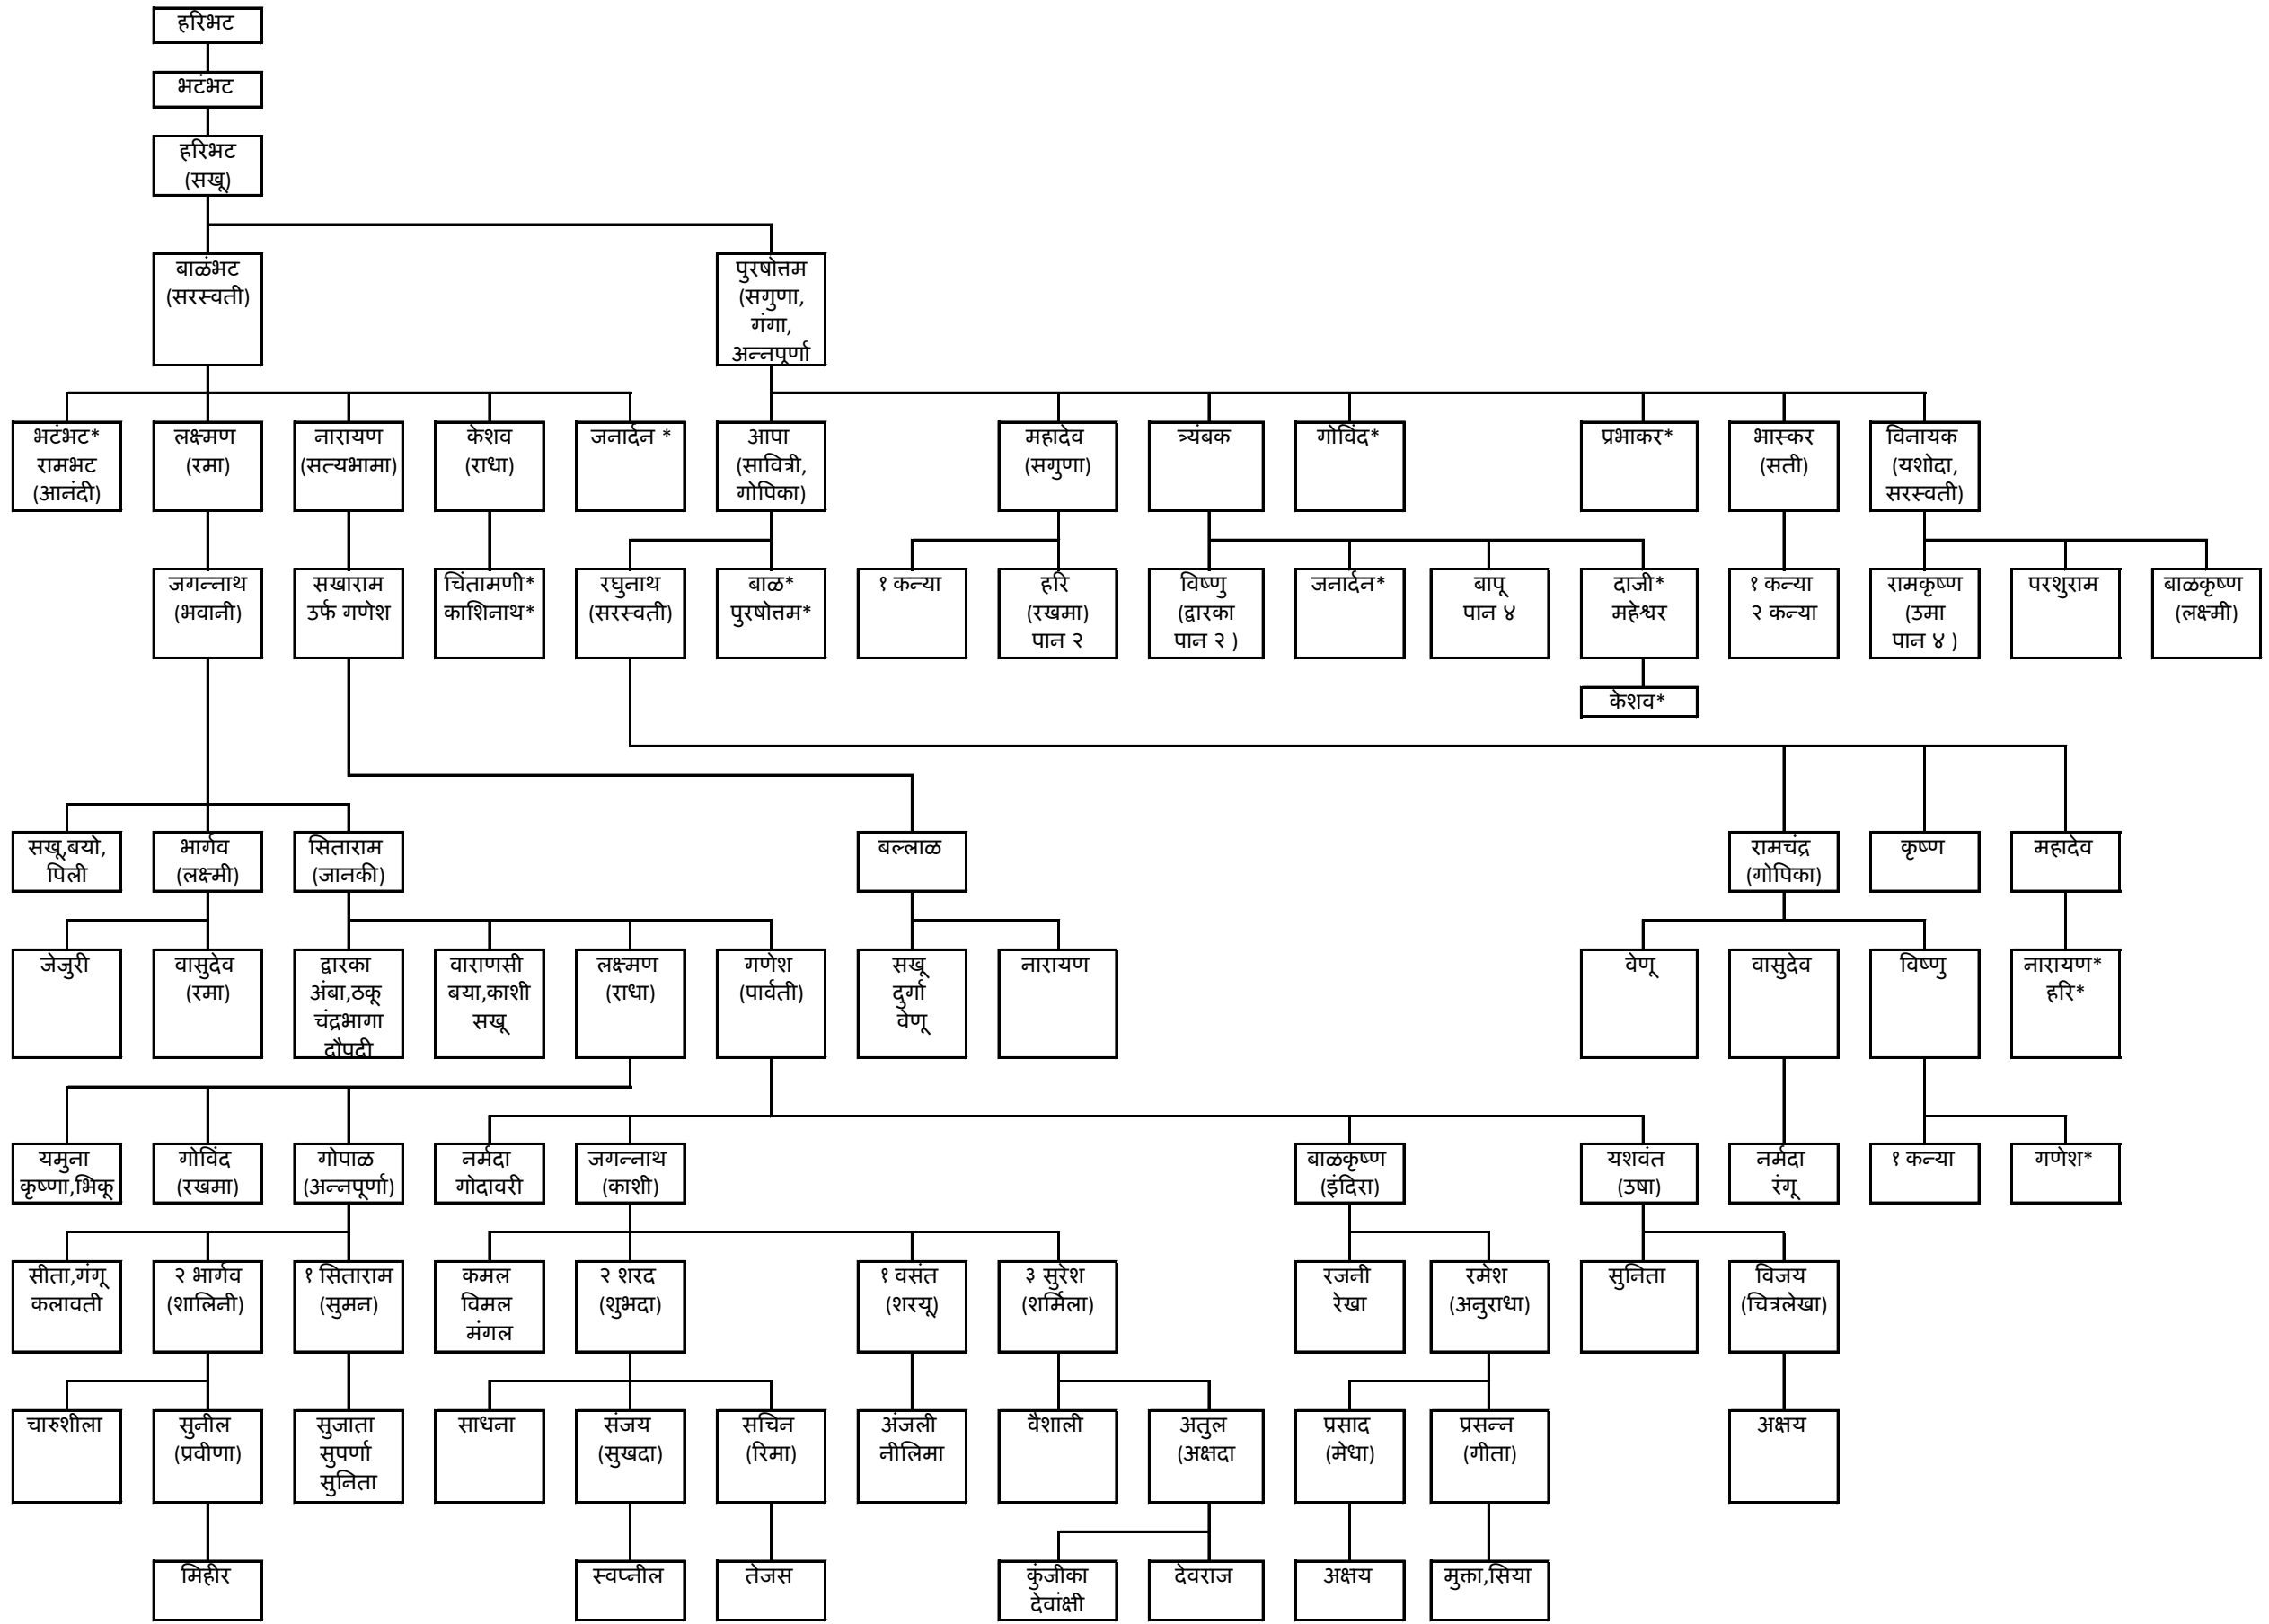 हरिभट
भटंभट
हरिभट
(सखू)
बाळंभट
(सरस्वती)
पुरषोत्तम
(सगुणा,
गंगा,
अन्नपूर्णा
भटंभट*
रामभट
(आनंदी)
लक्ष्मण
(रमा)
नारायण
(सत्यभामा)
केशव
(राधा)
जनार्दन *
आपा
(सावित्री,
गोपिका)
महादेव
(सगुणा)
त्र्यंबक
गोविंद*
प्रभाकर*
भास्कर
(सती)
विनायक
(यशोदा,
सरस्वती)
जगन्नाथ
(भवानी)
सखाराम
उर्फ गणेश
चिंतामणी*
काशिनाथ*
रघुनाथ
(सरस्वती)
बाळ*
पुरषोत्तम*
१ कन्या
हरि
(रखमा)
पान २
विष्णु
(द्वारका
पान २ )
जनार्दन*
बापू
पान ४
दाजी*
महेश्वर
१ कन्या
२ कन्या
रामकृष्ण
(उमा
पान ४ )
परशुराम
बाळकृष्ण
(लक्ष्मी)
केशव*
सखू,बयो,
पिली
भार्गव
(लक्ष्मी)
सिताराम
(जानकी)
बल्लाळ
रामचंद्र
(गोपिका)
कृष्ण
महादेव
जेजुरी
वासुदेव
(रमा)
द्वारका
अंबा,ठकू
चंद्रभागा
दौपदी
वाराणसी
बया,काशी
सखू
लक्ष्मण
(राधा)
गणेश
(पार्वती)
सखू
दुर्गा
वेणू
नारायण
वेणू
वासुदेव
विष्णु
नारायण*
हरि*
यमुना
कृष्णा,भिकू
गोविंद
(रखमा)
गोपाळ
(अन्नपूर्णा)
नर्मदा
गोदावरी
जगन्नाथ
(काशी)
बाळकृष्ण
(इंदिरा)
यशवंत
(उषा)
नर्मदा
रंगू
१ कन्या
गणेश*
सीता,गंगू
कलावती
२ भार्गव
(शालिनी)
१ सिताराम
(सुमन)
कमल
विमल
मंगल
२ शरद
(शुभदा)
१ वसंत
(शरयू)
३ सुरेश
(शर्मिला)
रजनी
रेखा
रमेश
(अनुराधा)
सुनिता
विजय
(चित्रलेखा)
चारुशीला
सुनील
(प्रवीणा)
सुजाता
सुपर्णा
सुनिता
साधना
संजय
(सुखदा)
सचिन
(रिमा)
अंजली
नीलिमा
वैशाली
अतुल
(अक्षदा
प्रसाद
(मेधा)
प्रसन्न
(गीता)
अक्षय
मिहीर
स्वप्नील
तेजस
कुंजीका
देवांक्षी
देवराज
अक्षय
मुक्ता,सिया